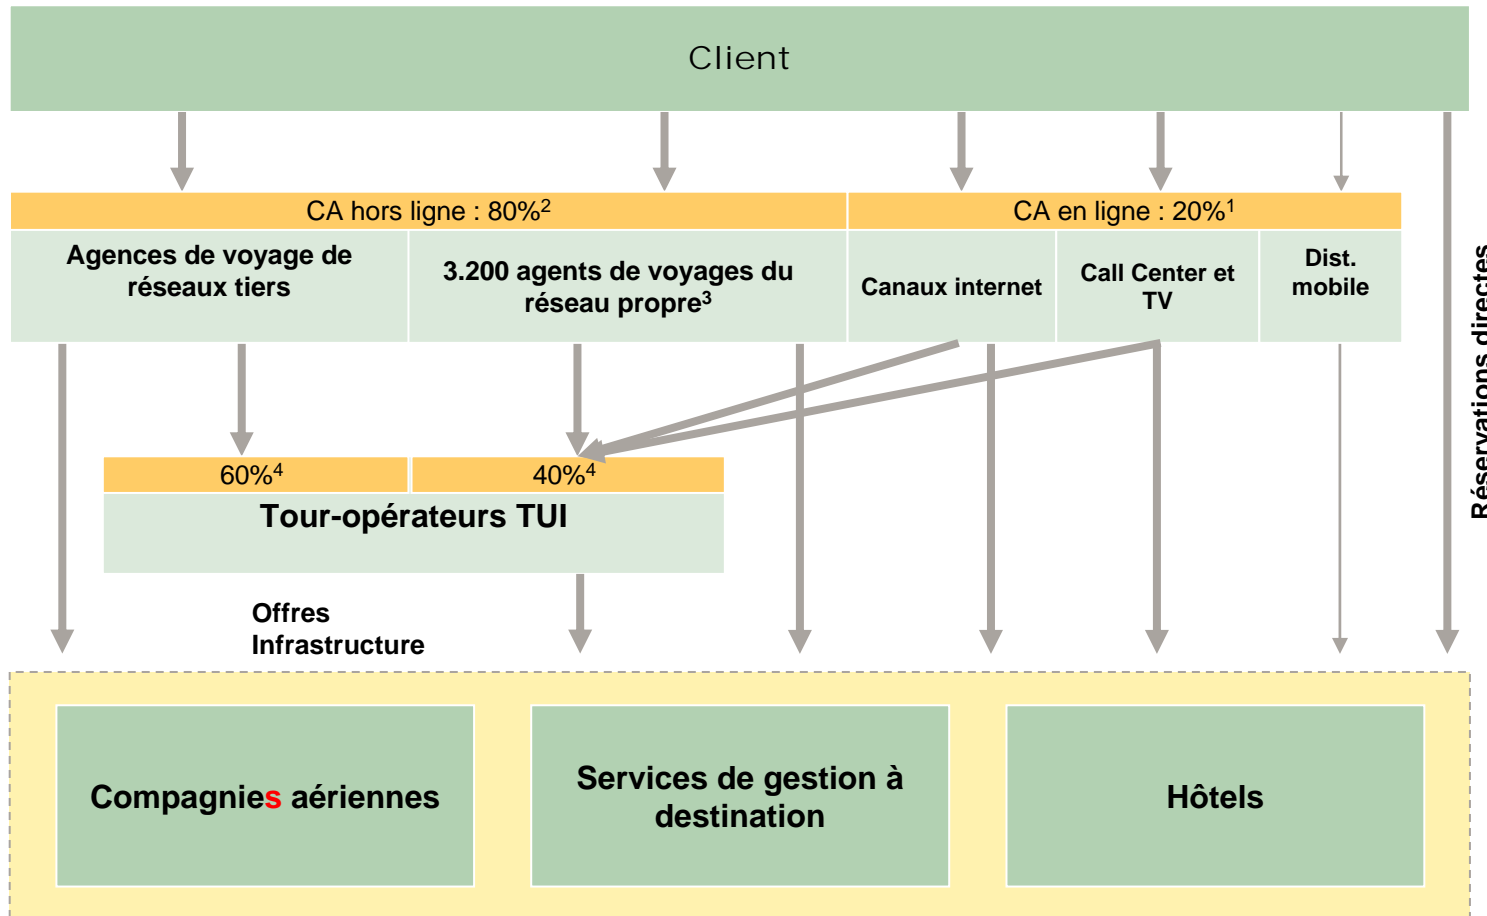 Client
CA hors ligne : 80%²
CA en ligne : 20%¹
Agences de voyage de
réseaux tiers
3.200 agents de voyages du
réseau propre³
Canaux internet
Call Center et
TV
Dist.
mobile
Réservations directes
60%⁴
40%⁴
Tour-opérateurs TUI
Offres
Infrastructure
Compagnies aériennes
Services de gestion à
destination
Hôtels